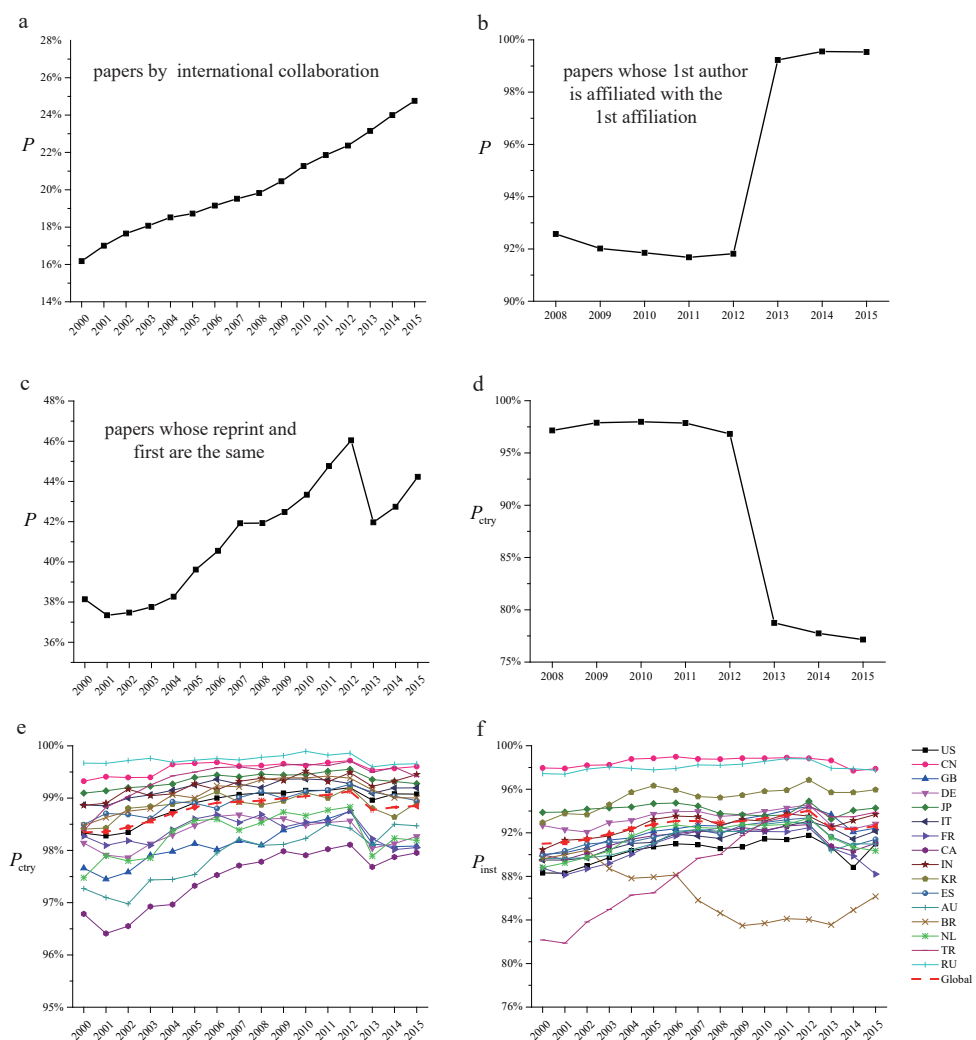 a
28%
26%
24%
22%
20%
18%
16%
14%
P
papers by international collaboration
2000 2001 2002 2003 2004 2005 2006 2007 2008 2009 2010 2011 2012 2013 2014 2015
b
100%
98%
96%
94%
92%
90%
P
papers whose 1st author
is affiliated with the
1st affiliation
2008 2009 2010 2011 2012 2013 2014 2015
c
48%
46%
44%
42%
40%
38%
36%
P
papers whose reprint and
first are the same
2000 2001 2002 2003 2004 2005 2006 2007 2008 2009 2010 2011 2012 2013 2014 2015
d
100%
95%
90%
85%
80%
75%
Pctry
2008 2009 2010 2011 2012 2013 2014 2015
e
100%
99%
98%
97%
96%
95%
Pctry
2000 2001 2002 2003 2004 2005 2006 2007 2008 2009 2010 2011 2012 2013 2014 2015
f
100%
96%
92%
88%
84%
80%
76%
Pinst
2000 2001 2002 2003 2004 2005 2006 2007 2008 2009 2010 2011 2012 2013 2014 2015
US
CN
GB
DE
JP
IT
FR
CA
IN
KR
ES
AU
BR
NL
TR
RU
Global